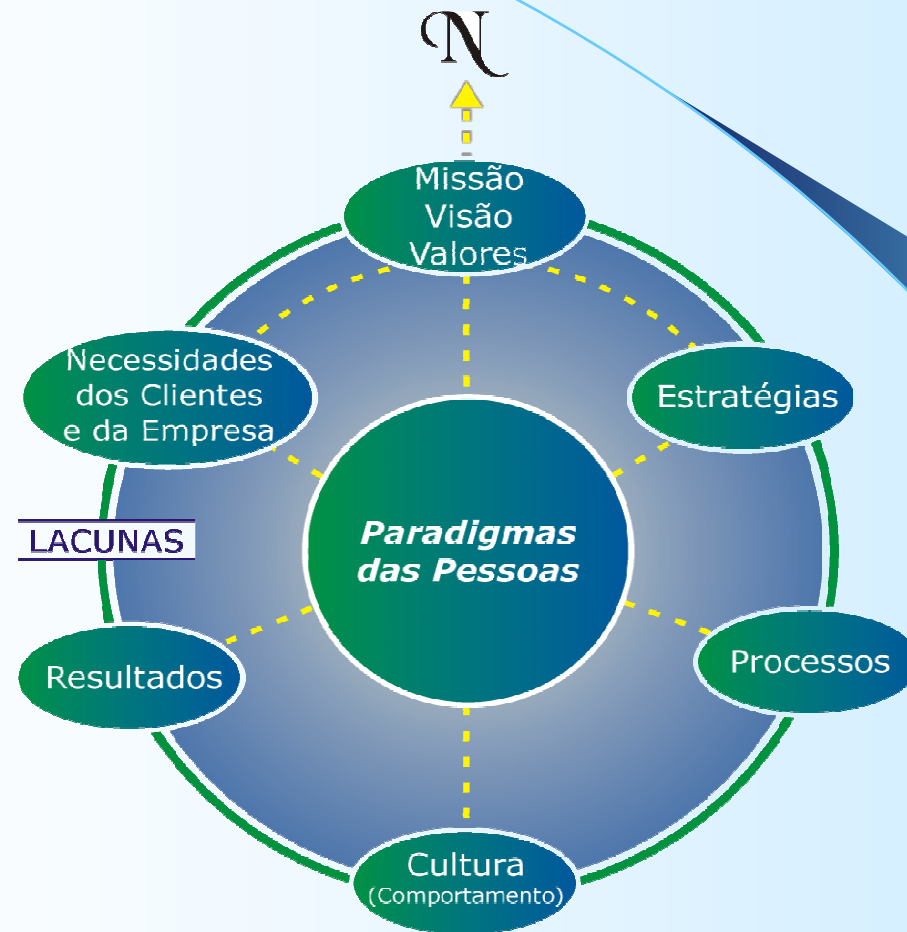 N
Missão
Visão
Valores
Necessidades
dos Clientes
e da Empresa
Estratégias
Paradigmas
das Pessoas
LACUNAS
Resultados
Processos
Cultura
(Comportamento)